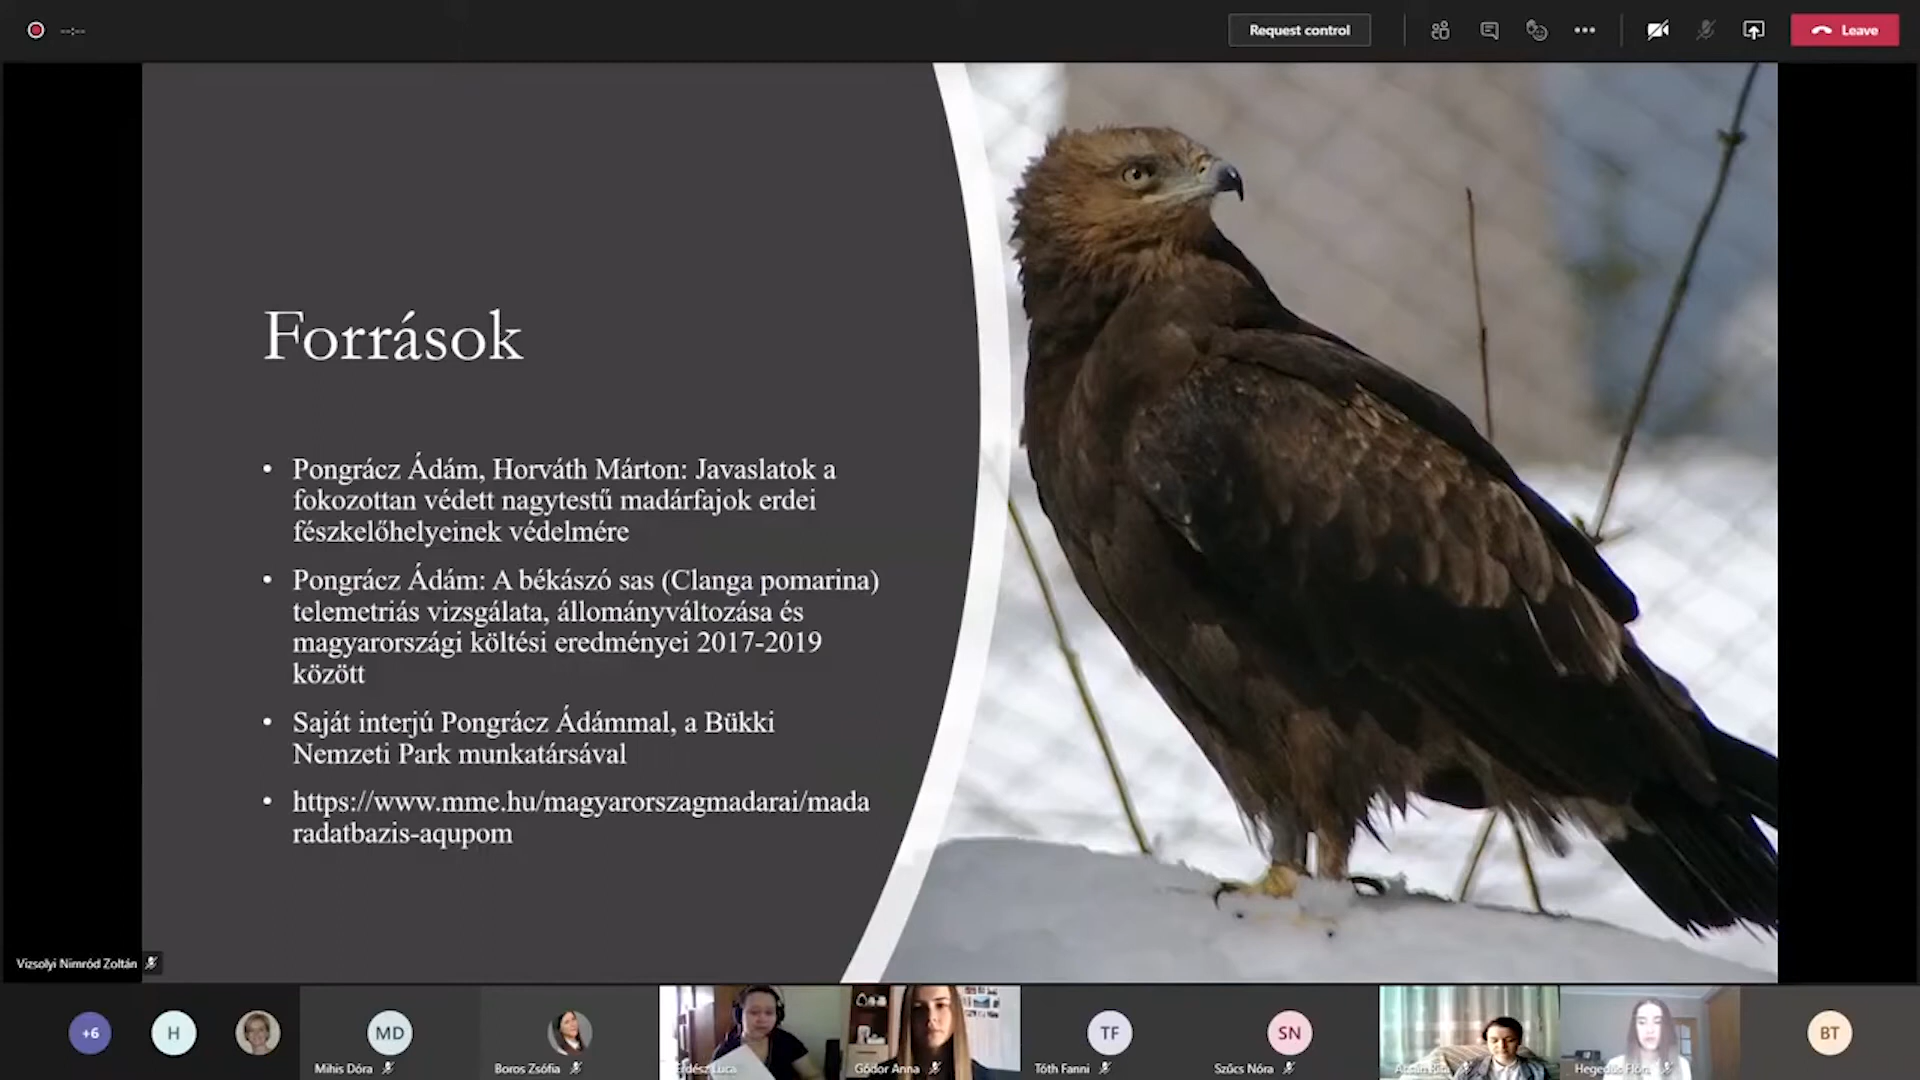 --:--
Request control
Leave
Források
• Pongrácz Ádám, Horváth Márton: Javaslatok a
fokozottan védett nagytestű madárfajok erdei
fészkelőhelyeinek védelmére
• Pongrácz Ádám: A békászó sas (Clanga pomarina)
telemetriás vizsgálata, állományváltozása és
magyarországi költési eredményei 2017-2019
között
• Saját interjú Pongrácz Ádámmal, a Bükki
Nemzeti Park munkatársával
• https://www.mme.hu/magyarorszagmadarai/mada
radatbazis-aqupom
Vizsolyi Nimród Zoltán
+6
H
MD
TF
SN
BT
Mihis Dóra
Boros Zsófia
Luca
Gódor Anna
Tóth Fanni
Szűcs Nóra
Hegedűs Flóra